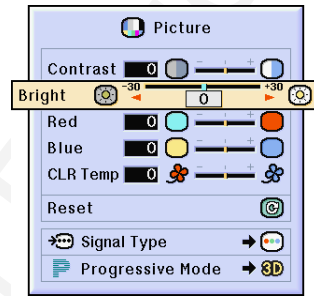 Picture
Contrast 0 - +
Bright -30 0 +30
Red 0 - +
Blue 0 - +
CLR Temp 0 - +
Reset
Signal Type
Progressive Mode 3D